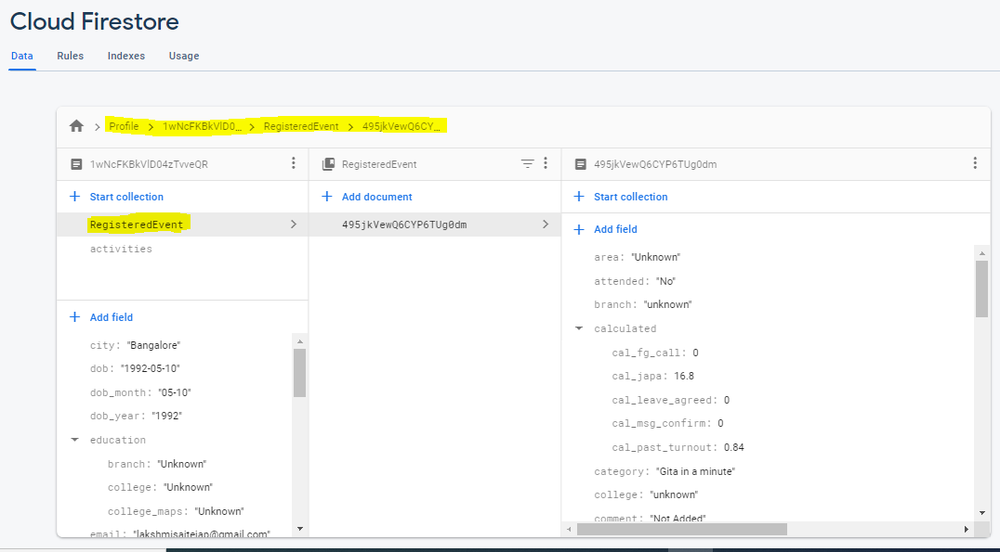 Cloud Firestore
Data Rules Indexes Usage
Profile > 1wNcFKBkVlD0... > RegisteredEvent > 495jkVewQ6CY...
1wNcFKBkVlD04zTvveQR
Start collection
RegisteredEvent
activities
Add field
city: "Bangalore"
dob: "1992-05-10"
dob_month: "05-10"
dob_year: "1992"
education
branch: "Unknown"
college: "Unknown"
college_maps: "Unknown"
email: "lakshmisaitejap@gmail.com"
RegisteredEvent
Add document
495jkVewQ6CYP6TUg0dm
495jkVewQ6CYP6TUg0dm
Start collection
Add field
area: "Unknown"
attended: "No"
branch: "unknown"
calculated
cal_fg_call: 0
cal_japa: 16.8
cal_leave_agreed: 0
cal_msg_confirm: 0
cal_past_turnout: 0.84
category: "Gita in a minute"
college: "unknown"
comment: "Not Added"